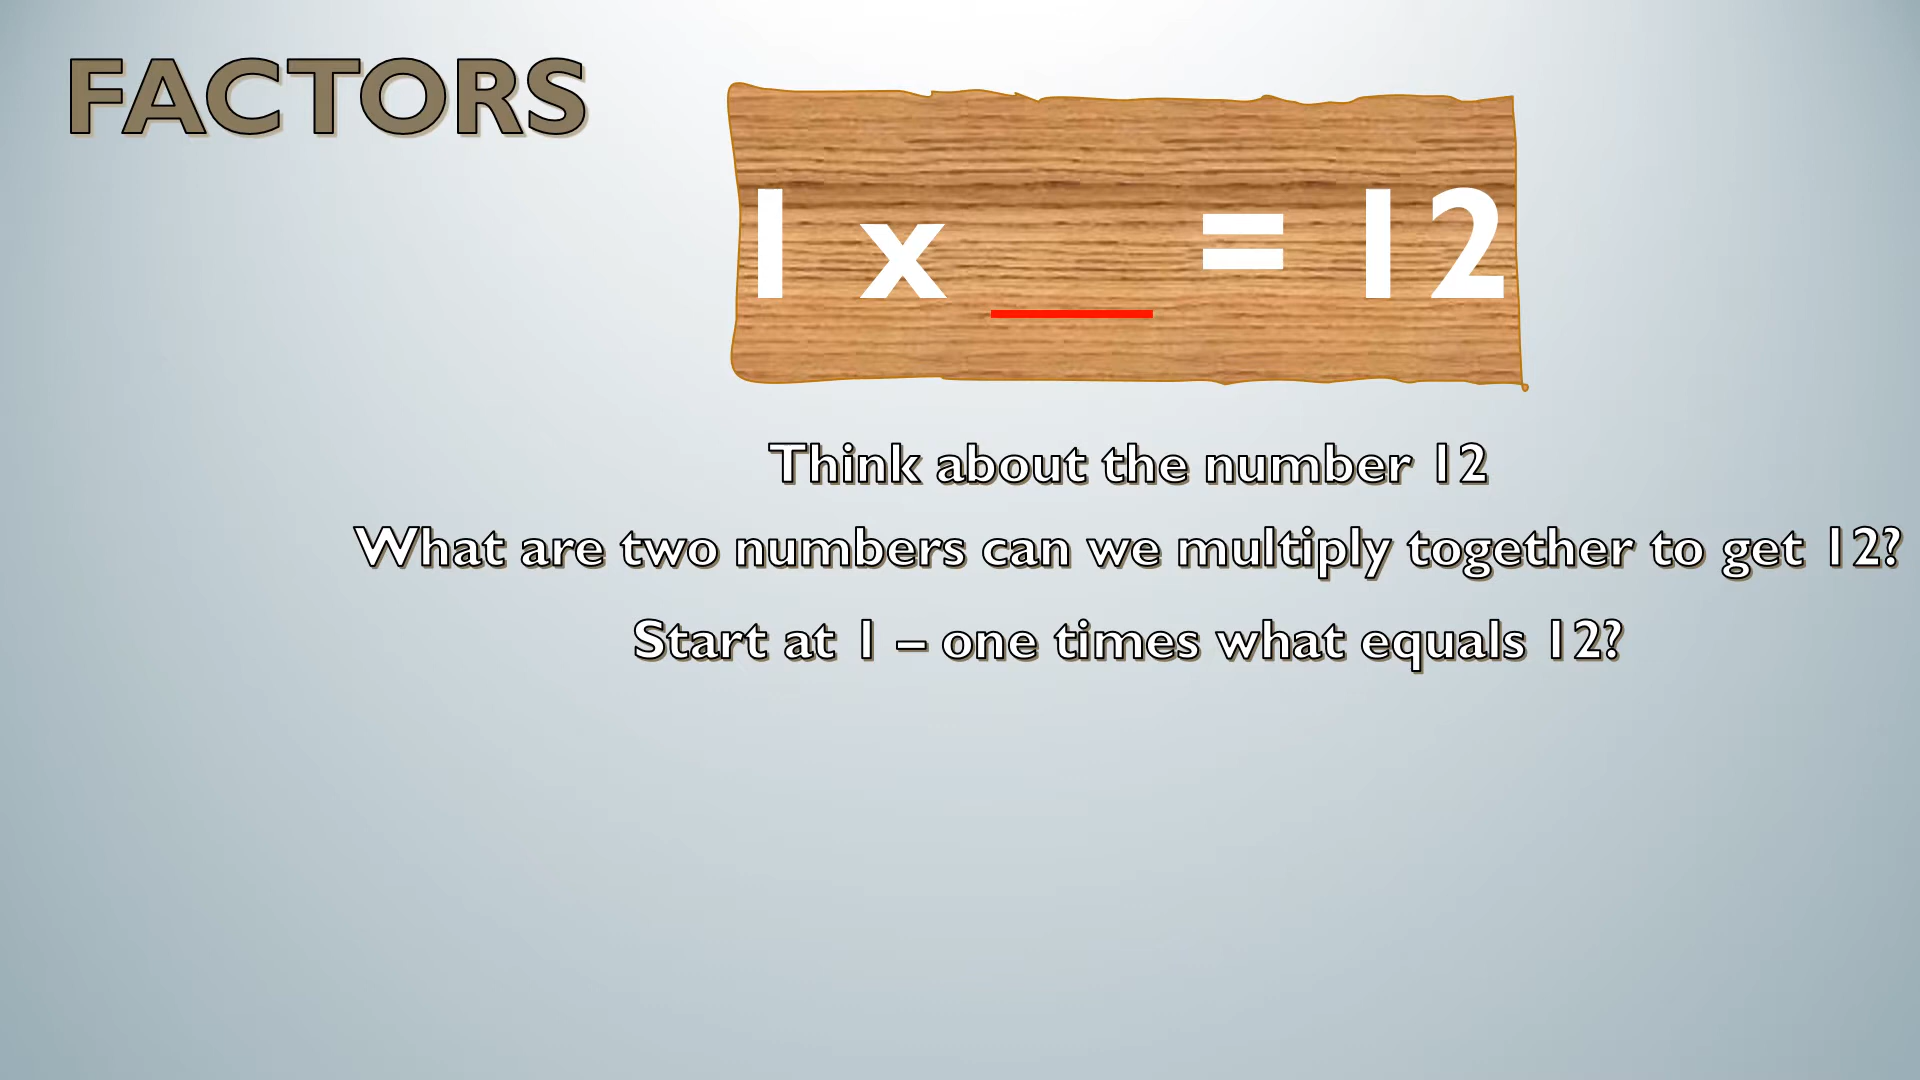 FACTORS
1 x __ = 12
Think about the number 12
What are two numbers can we multiply together to get 12?
Start at 1 – one times what equals 12?